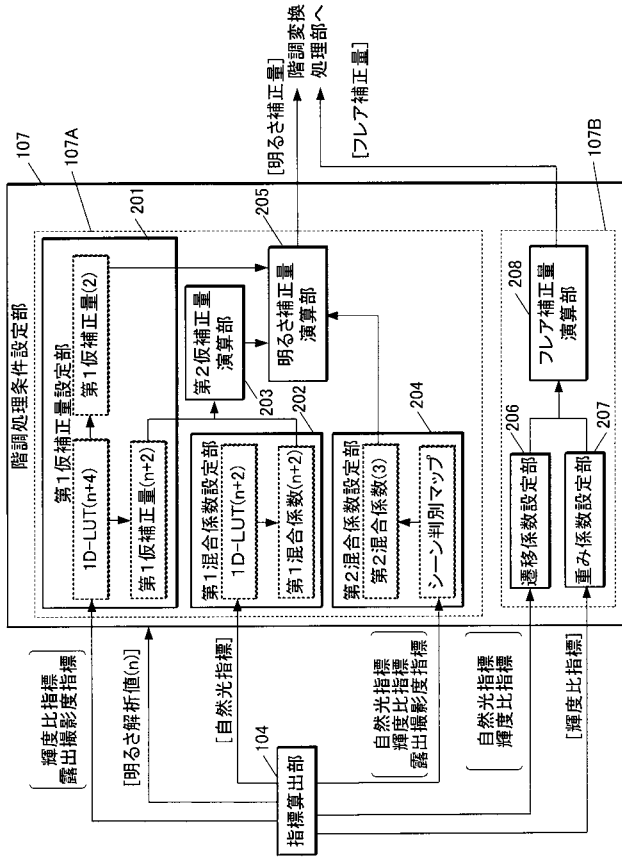 107
107A
階調処理条件設定部
第1仮補正量設定部
201
1D-LUT(n+4)
第1仮補正量(2)
第1仮補正量(n+2)
第2仮補正量
演算部
203
205
明るさ補正量
演算部
第1混合係数設定部
202
1D-LUT(n+2)
第1混合係数(n+2)
第2混合係数設定部
204
第2混合係数(3)
シーン判別マップ
[明るさ補正量]
階調変換
処理部へ
[フレア補正量]
107B
206
遷移係数設定部
207
重み係数設定部
208
フレア補正量
演算部
輝度比指標
露出撮影度指標
[明るさ解析値(n)]
[自然光指標]
自然光指標
輝度比指標
露出撮影度指標
自然光指標
輝度比指標
[輝度比指標]
104
指標算出部